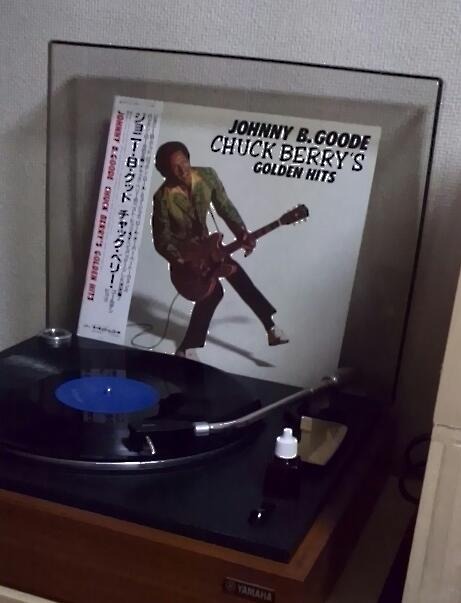 JOHNNY B. GOODE
CHUCK BERRY'S
GOLDEN HITS
ジョニー・B・グッド チャック・ベリー・
JOHNNY B. GOODE CHUCK BERRY'S GOLDEN HITS
YAMAHA